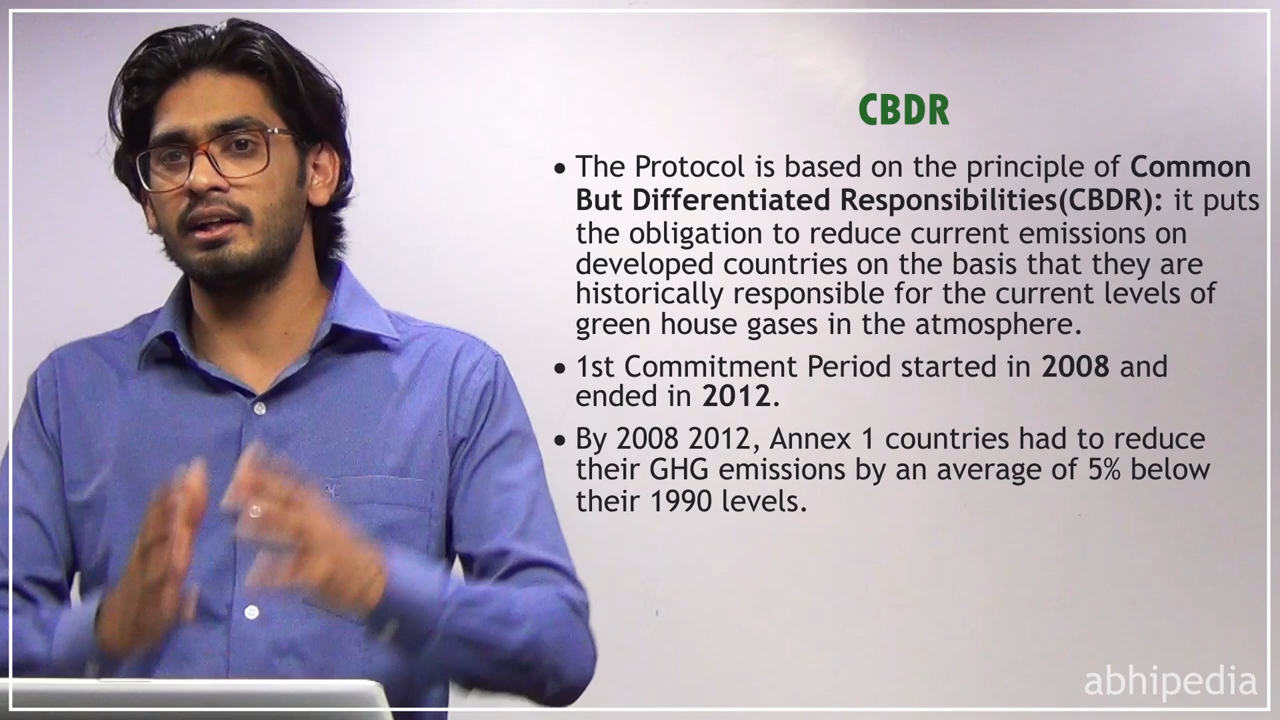 CBDR
• The Protocol is based on the principle of Common
But Differentiated Responsibilities(CBDR): it puts
the obligation to reduce current emissions on
developed countries on the basis that they are
historically responsible for the current levels of
green house gases in the atmosphere.
• 1st Commitment Period started in 2008 and
ended in 2012.
• By 2008 2012, Annex 1 countries had to reduce
their GHG emissions by an average of 5% below
their 1990 levels.
abhipedia